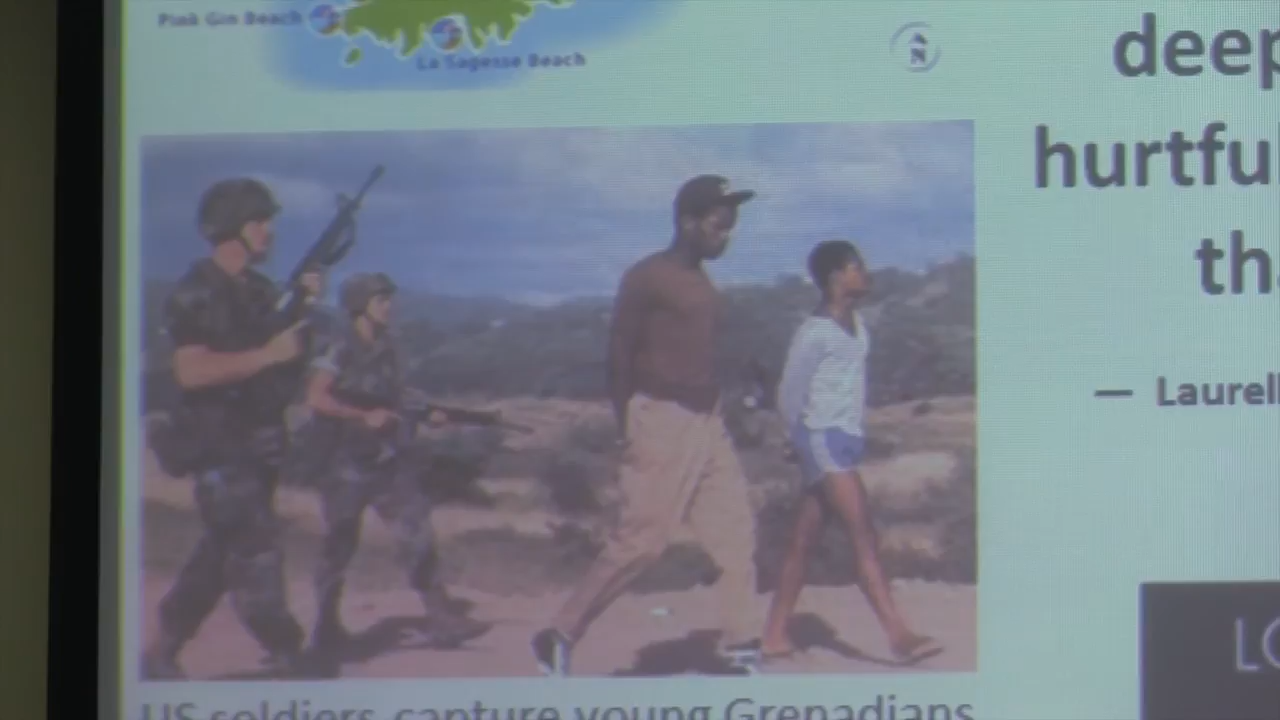 Pink Gin Beach
La Sagesse Beach
N
deep
hurtfu
th
— Laurell
US soldiers capture young Grenadians
LO